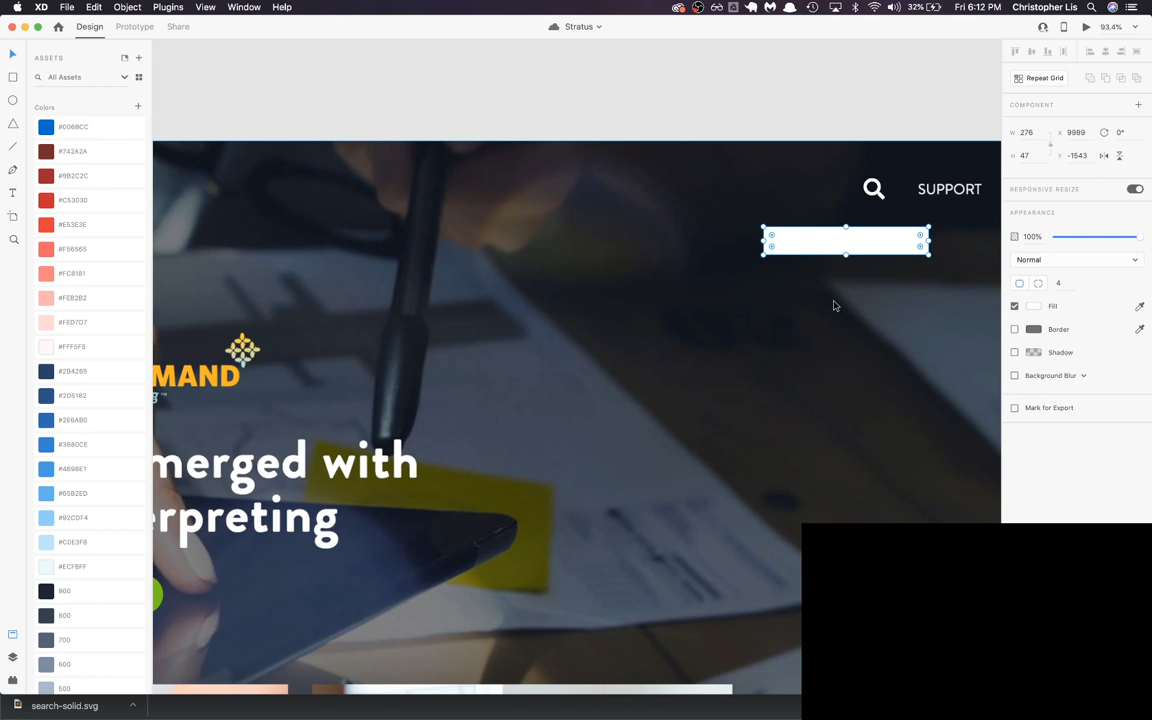 XD File Edit Object Plugins View Window Help
32% Fri 6:12 PM Christopher Lis
Design Prototype Share
Stratus
93.4%
ASSETS
All Assets
Colors
#006BCC
#742A2A
#9B2C2C
#C53030
#E53E3E
#F56565
#FC8181
#FEB2B2
#FED7D7
#FFF5F5
#2B4265
#2D5182
#2E6AB0
#3680CE
#4698E1
#65B2ED
#92CDF4
#C0E3F8
#ECF8FF
900
800
700
600
500
SUPPORT
MAND
g™
merged with
erpreting
Repeat Grid
COMPONENT
W 276 X 9989 0°
H 47 Y -1543
RESPONSIVE RESIZE
APPEARANCE
100%
Normal
4
Fill
Border
Shadow
Background Blur
Mark for Export
search-solid.svg